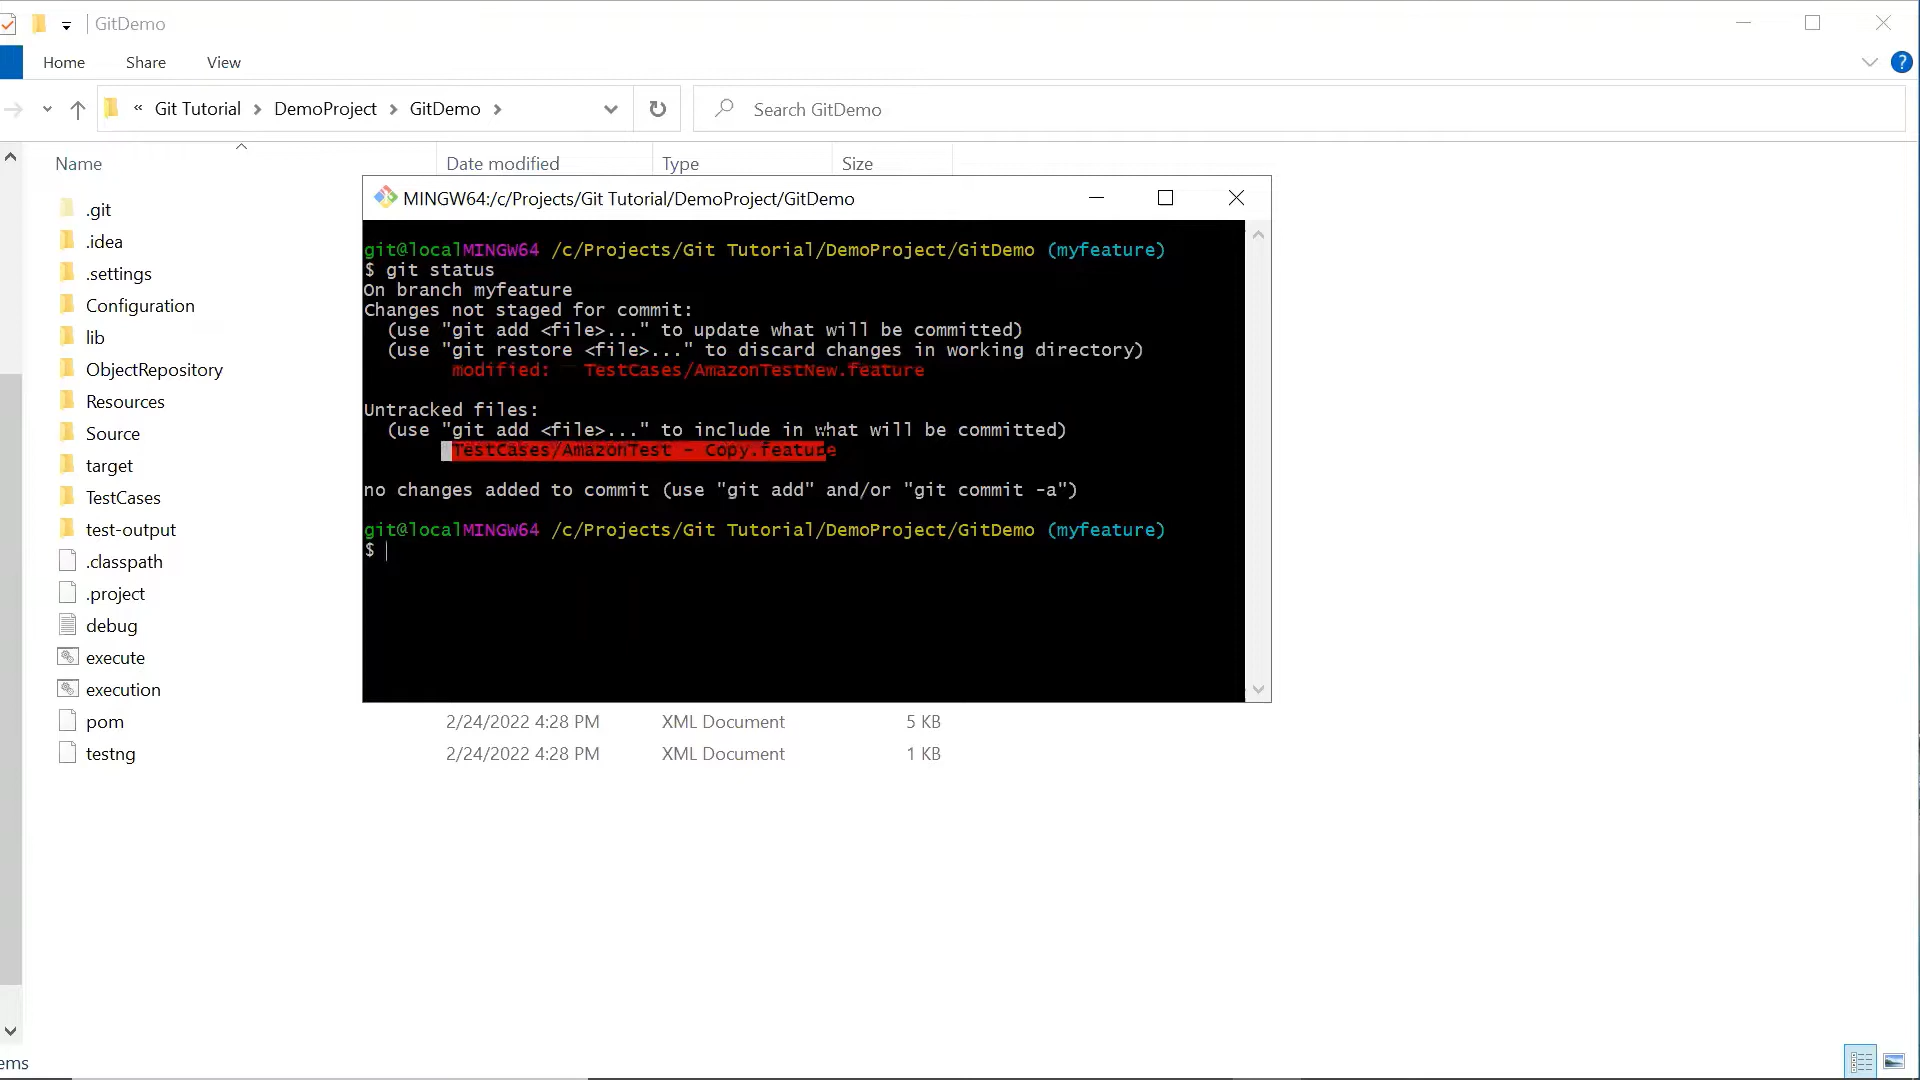 GitDemo
Home Share View
« Git Tutorial > DemoProject > GitDemo >
Search GitDemo
Name Date modified Type Size
.git
.idea
.settings
Configuration
lib
ObjectRepository
Resources
Source
target
TestCases
test-output
.classpath
.project
debug
execute
execution
pom 2/24/2022 4:28 PM XML Document 5 KB
testng 2/24/2022 4:28 PM XML Document 1 KB
MINGW64:/c/Projects/Git Tutorial/DemoProject/GitDemo
git@localMINGW64 /c/Projects/Git Tutorial/DemoProject/GitDemo (myfeature)
$ git status
On branch myfeature
Changes not staged for commit:
(use "git add <file>..." to update what will be committed)
(use "git restore <file>..." to discard changes in working directory)
modified: TestCases/AmazonTestNew.feature
Untracked files:
(use "git add <file>..." to include in what will be committed)
TestCases/AmazonTest - Copy.feature
no changes added to commit (use "git add" and/or "git commit -a")
git@localMINGW64 /c/Projects/Git Tutorial/DemoProject/GitDemo (myfeature)
$
ems